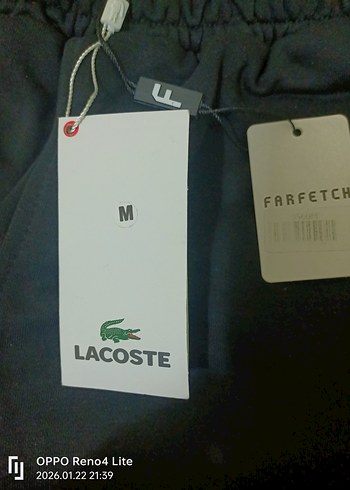 F
M
LACOSTE
FARFETCH
OPPO Reno4 Lite
2026.01.22 21:39